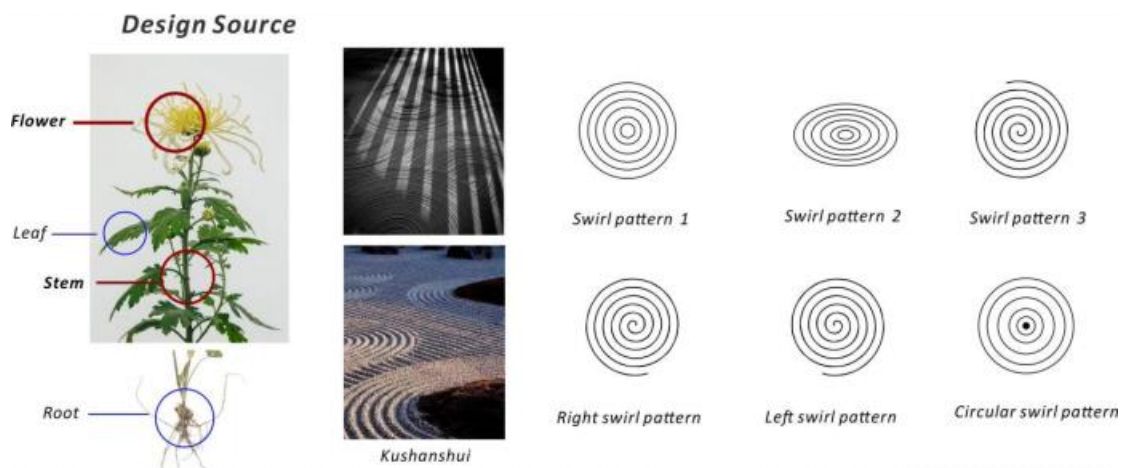 Design Source
Flower
Leaf
Stem
Root
Kushanshui
Swirl pattern 1
Swirl pattern 2
Swirl pattern 3
Right swirl pattern
Left swirl pattern
Circular swirl pattern